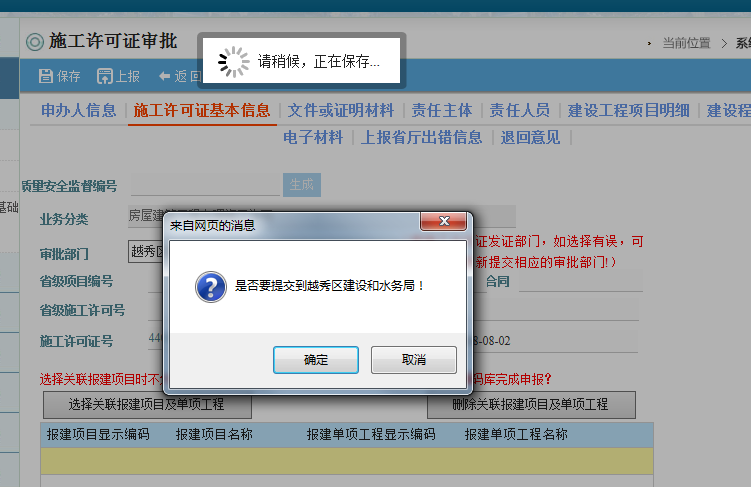 施工许可证审批
请稍候，正在保存...
当前位置 > 系统
保存 上报 返回
申办人信息 施工许可证基本信息 文件或证明材料 责任主体 责任人员 建设工程项目明细 建设程
电子材料 上报省厅出错信息 退回意见
质量安全监督编号 生成
业务分类 房屋建
来自网页的消息
审批部门 越秀区
证发证部门，如选择有误，可
新提交相应的审批部门!）
是否要提交到越秀区建设和水务局！
省级项目编号 合同
省级施工许可号
施工许可证号 44 8-08-02
确定 取消
选择关联报建项目时不 码库完成申报？
选择关联报建项目及单项工程 删除关联报建项目及单项工程
报建项目显示编码 报建项目名称 报建单项工程显示编码 报建单项工程名称
基础